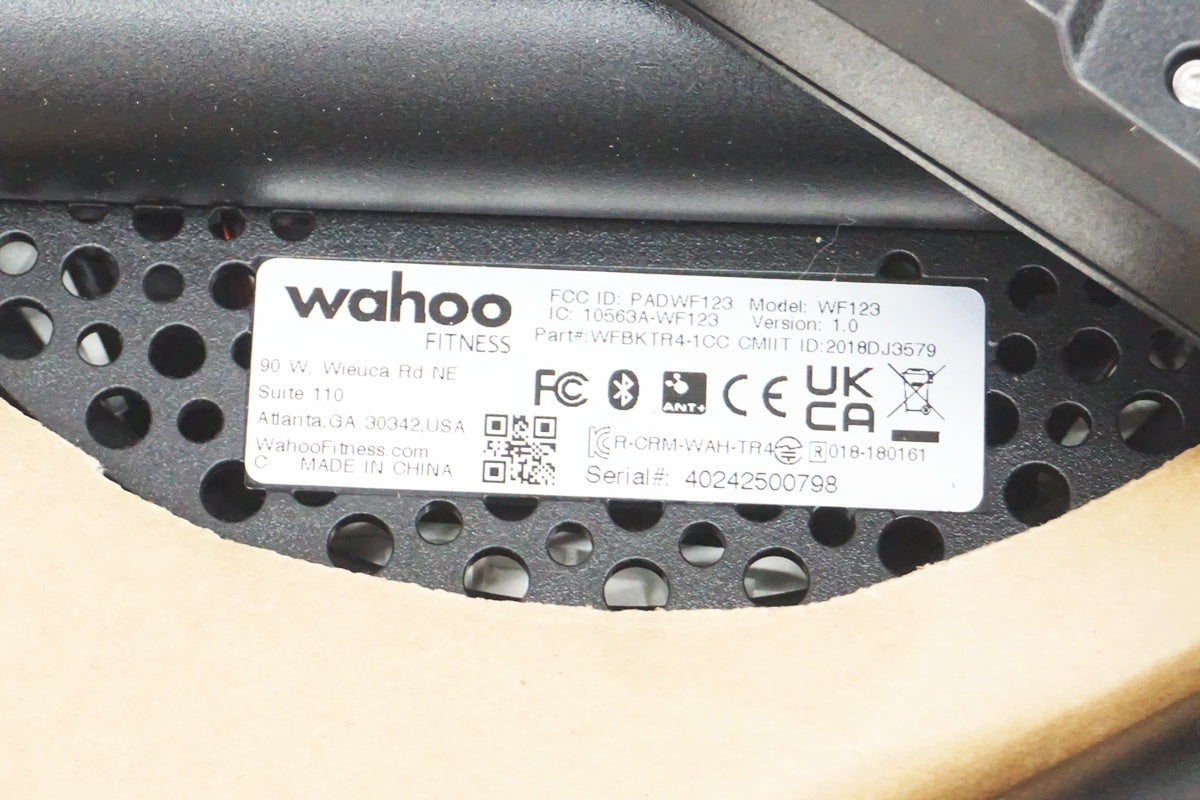 wahoo
FITNESS
90 W. Wieuca Rd NE
Suite 110
Atlanta,GA 30342,USA
WahooFitness.com
C MADE IN CHINA
FCC ID: PADWF123 Model: WF123
IC: 10563A-WF123 Version: 1.0
Part#:WFBKTR4-1CC CMIIT ID:2018DJ3579
FC ANT+ CE UK CA
R-CRM-WAH-TR4 R 018-180161
Serial#: 40242500798